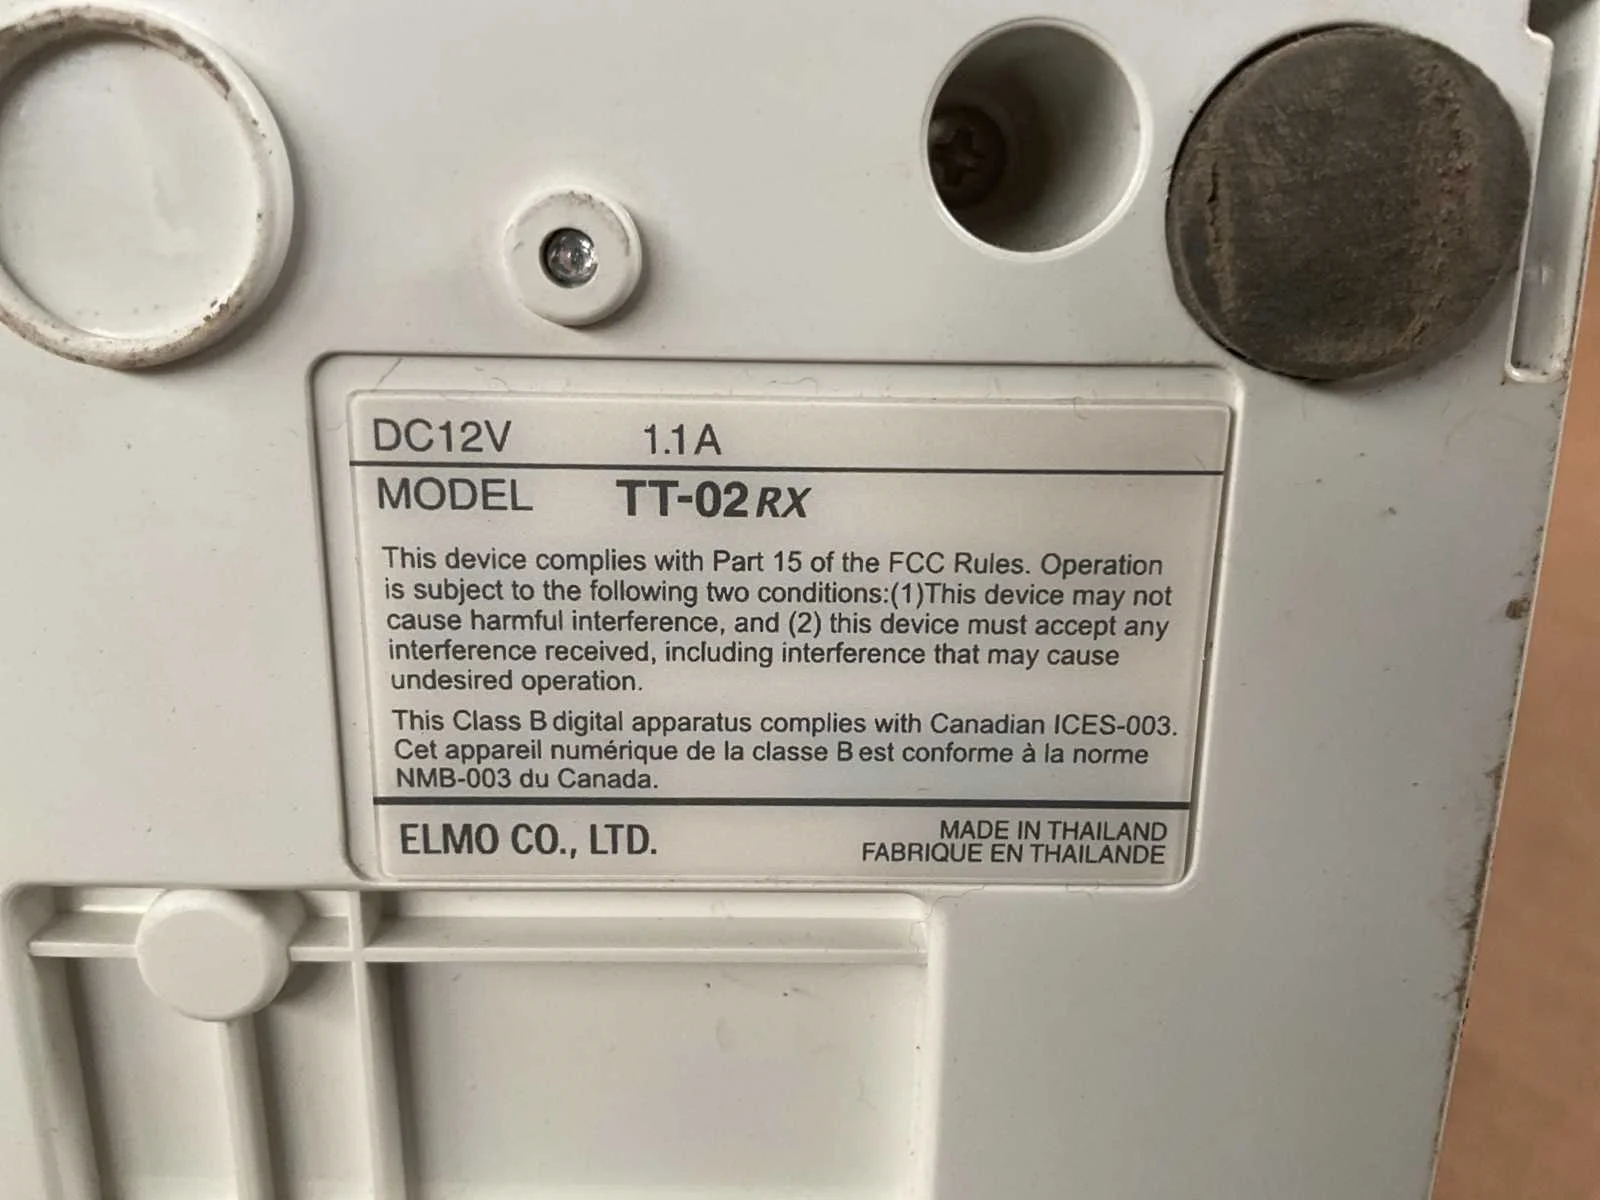 DC12V 1.1A
MODEL TT-02RX
This device complies with Part 15 of the FCC Rules. Operation
is subject to the following two conditions:(1)This device may not
cause harmful interference, and (2) this device must accept any
interference received, including interference that may cause
undesired operation.
This Class B digital apparatus complies with Canadian ICES-003.
Cet appareil numérique de la classe B est conforme à la norme
NMB-003 du Canada.
ELMO CO., LTD.
MADE IN THAILAND
FABRIQUE EN THAILANDE